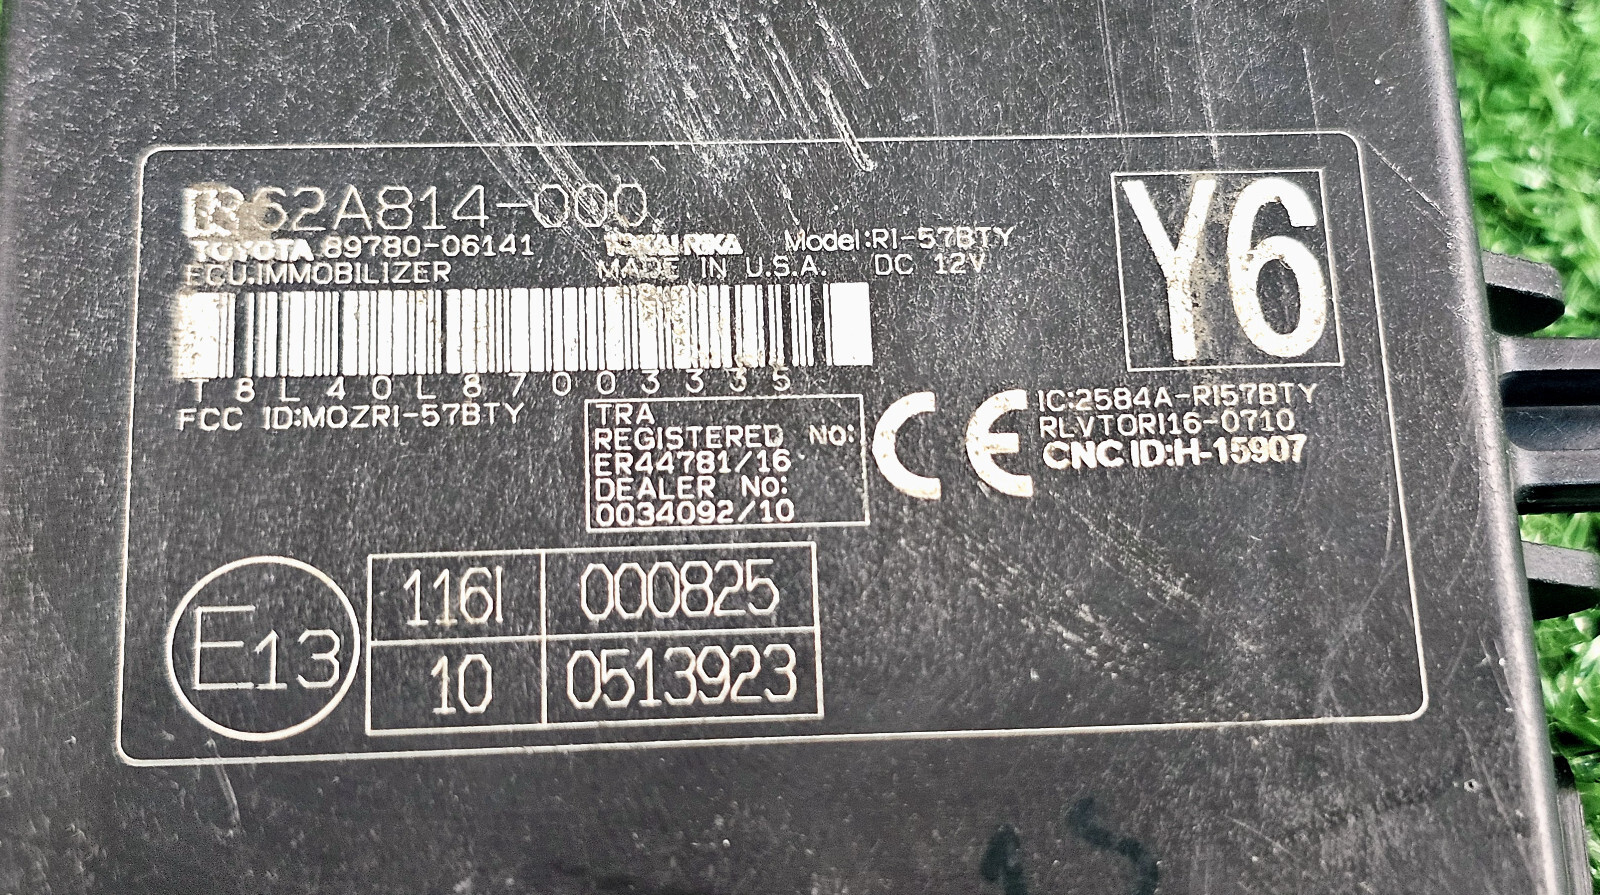 62A814-000
TOYOTA 89780-06141 TOKAI RIKA Model:RI-57BTY
ECU.IMMOBILIZER MADE IN U.S.A. DC 12V
Y6
T8L40L87003335
FCC ID:MOZRI-57BTY
TRA
REGISTERED No:
ER44781/16
DEALER No:
0034092/10
CE
IC:2584A-RI57BTY
RLVTORI16-0710
CNC ID:H-15907
E13
116I 000825
10 0513923
15